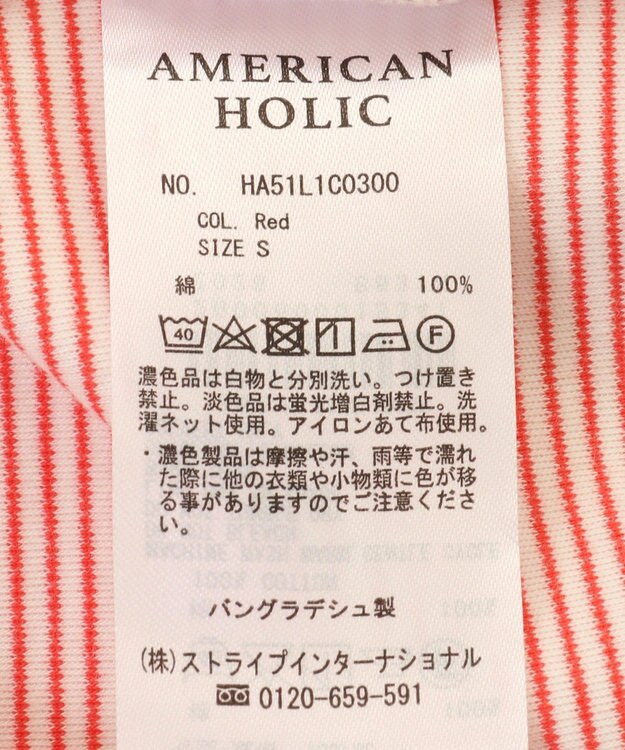 AMERICAN
HOLIC
NO. HA51L1C0300
COL. Red
SIZE S
綿 100%
40 F
濃色品は白物と分別洗い。つけ置き
禁止。淡色品は蛍光増白剤禁止。洗
濯ネット使用。アイロンあて布使用。
・濃色製品は摩擦や汗、雨等で濡れ
た際に他の衣類や小物類に色が移
る事がありますのでご注意くださ
い。
バングラデシュ製
(株)ストライプインターナショナル
0120-659-591